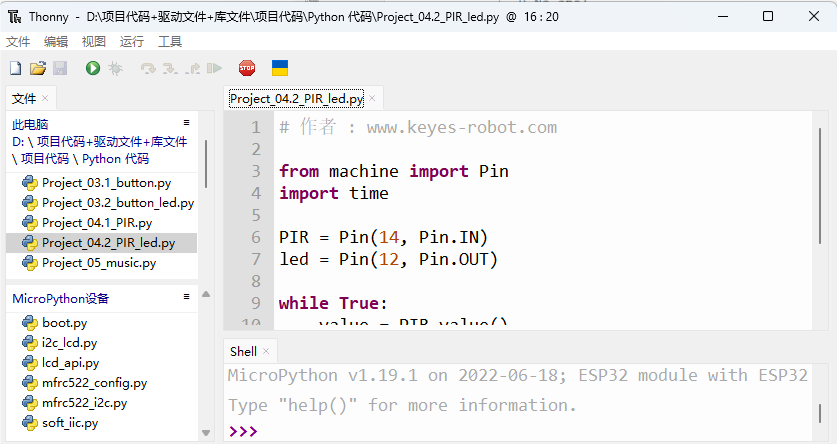 Thonny - D:\项目代码+驱动文件+库文件\项目代码\Python 代码\Project_04.2_PIR_led.py @ 16 : 20
文件 编辑 视图 运行 工具
STOP
文件
此电脑
D: \ 项目代码+驱动文件+库文件
\ 项目代码 \ Python 代码
Project_03.1_button.py
Project_03.2_button_led.py
Project_04.1_PIR.py
Project_04.2_PIR_led.py
Project_05_music.py
MicroPython设备
boot.py
i2c_lcd.py
lcd_api.py
mfrc522_config.py
mfrc522_i2c.py
soft_iic.py
Project_04.2_PIR_led.py
1 # 作者 : www.keyes-robot.com
2
3 from machine import Pin
4 import time
5
6 PIR = Pin(14, Pin.IN)
7 led = Pin(12, Pin.OUT)
8
9 while True:
10 value = PIR.value()
Shell
MicroPython v1.19.1 on 2022-06-18; ESP32 module with ESP32
Type "help()" for more information.
>>>